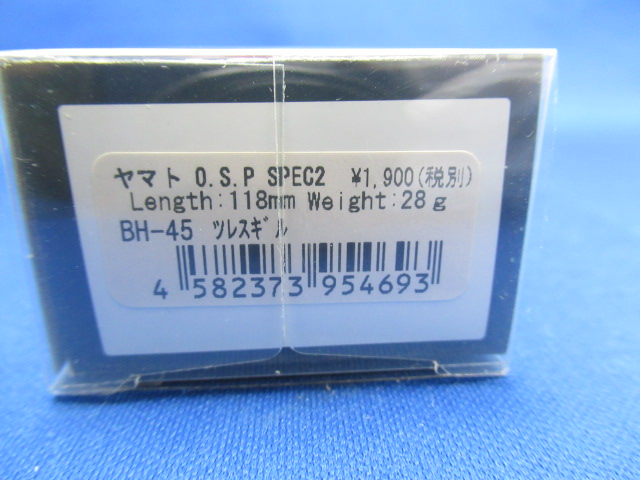 ヤマト O.S.P SPEC2 ¥1,900(税別)
Length:118mm Weight:28g
BH-45 ﾂﾚｽｷﾞﾙ
4 582373 954693